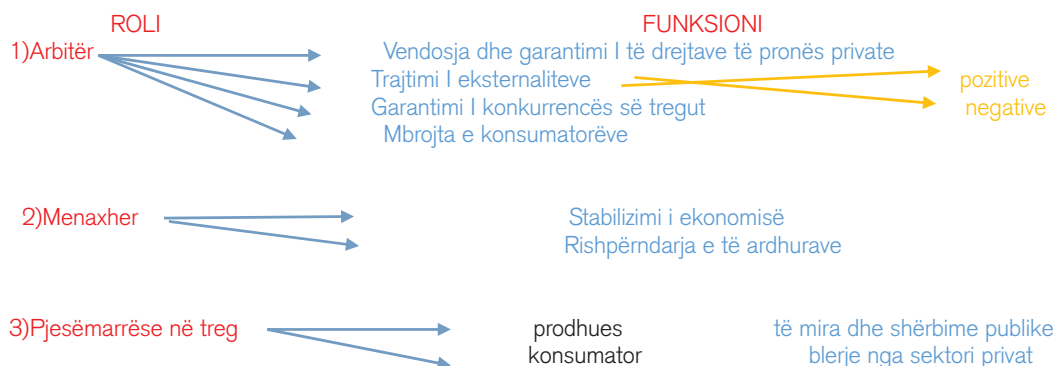 ROLI FUNKSIONI
1)Arbitër Vendosja dhe garantimi I të drejtave të pronës private
Trajtimi I eksternaliteve pozitive
Garantimi I konkurrencës së tregut negative
Mbrojta e konsumatorëve
2)Menaxher Stabilizimi i ekonomisë
Rishpërndarja e të ardhurave
3)Pjesëmarrëse në treg prodhues të mira dhe shërbime publike
konsumator blerje nga sektori privat